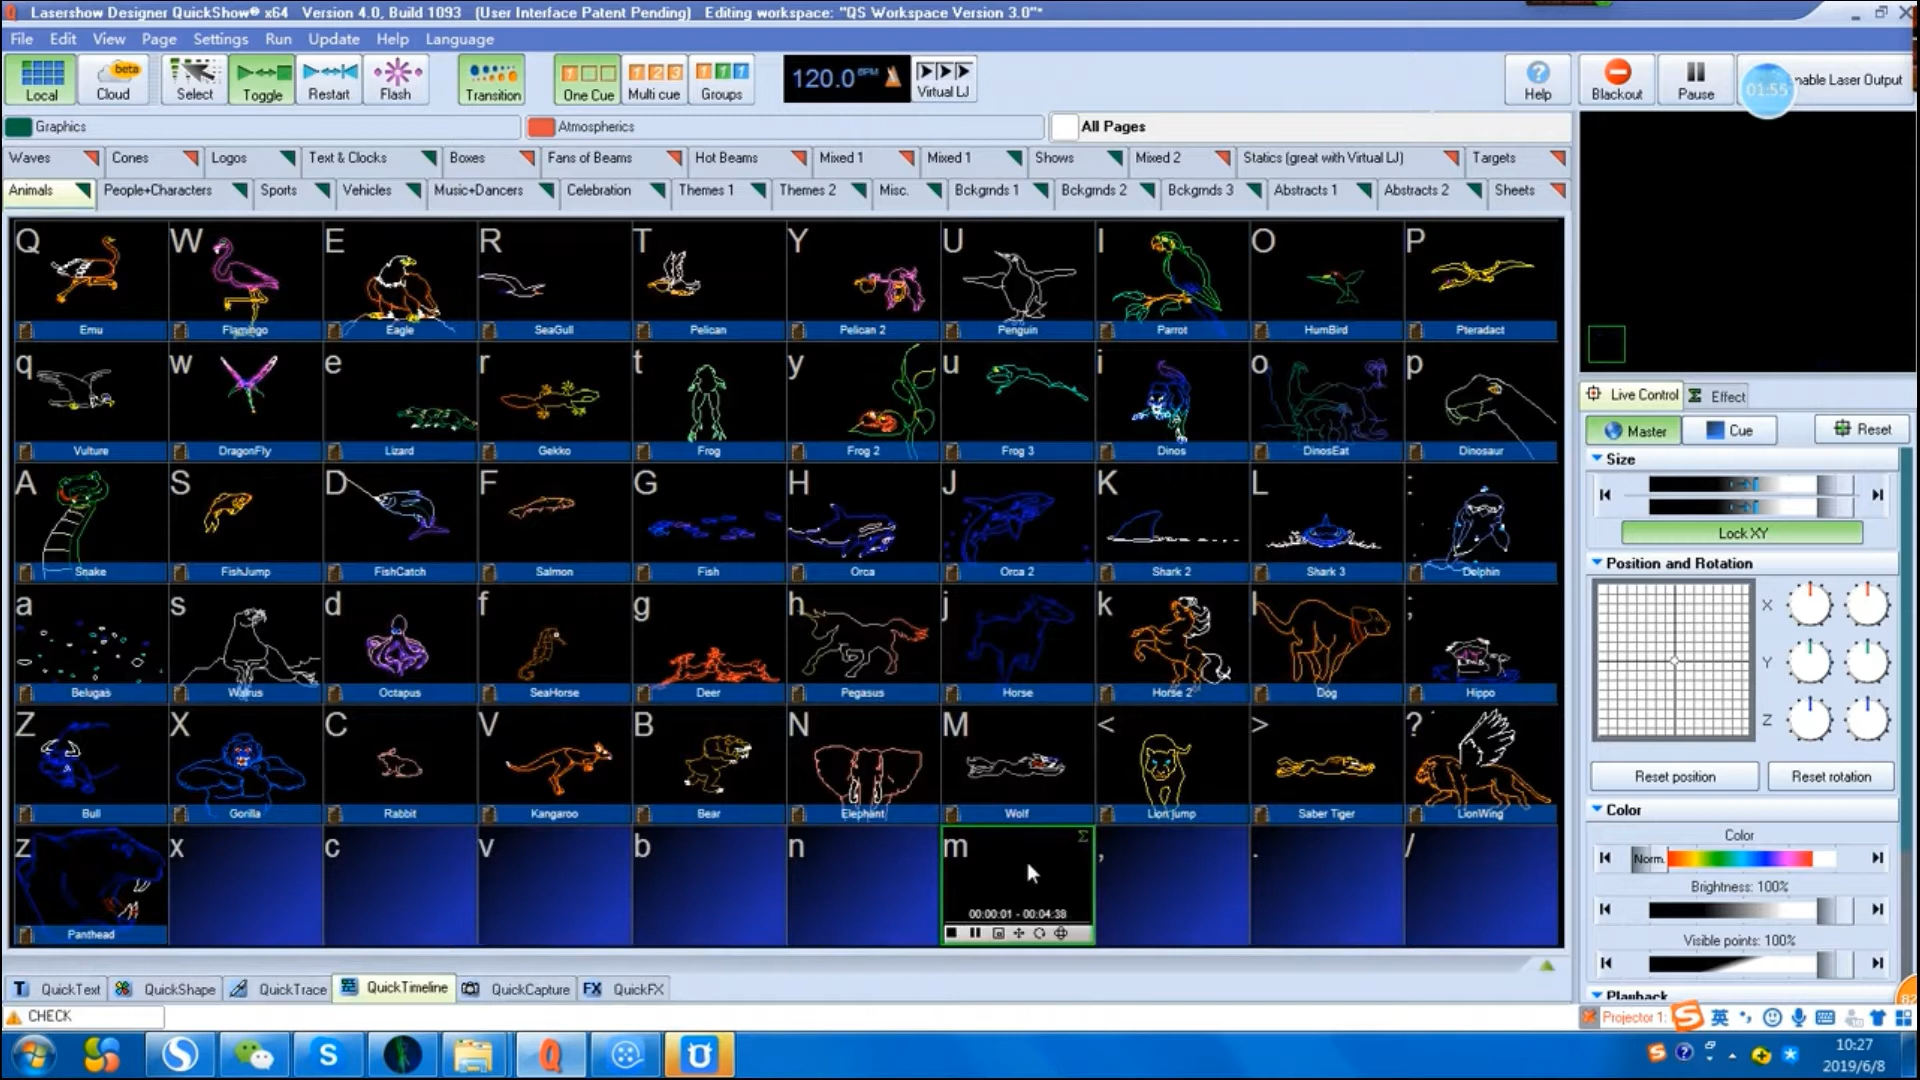 Lasershow Designer QuickShow® x64 Version 4.0, Build 1093 (User Interface Patent Pending) Editing workspace: "QS Workspace Version 3.0"*
File Edit View Page Settings Run Update Help Language
beta
120.0 BPM
Local Cloud Select Toggle Restart Flash Transition One Cue Multi cue Groups Virtual LJ Help Blackout Pause 01:55 nable Laser Output
Graphics Atmospherics All Pages
Waves Cones Logos Text & Clocks Boxes Fans of Beams Hot Beams Mixed 1 Mixed 1 Shows Mixed 2 Statics (great with Virtual LJ) Targets
Animals People+Characters Sports Vehicles Music+Dancers Celebration Themes 1 Themes 2 Misc. Bckgrnds 1 Bckgrnds 2 Bckgrnds 3 Abstracts 1 Abstracts 2 Sheets
Q W E R T Y U I O P
Emu Flamingo Eagle SeaGull Pelican Pelican 2 Penguin Parrot HumBird Pteradact
q w e r t y u i o p
Vulture DragonFly Lizard Gekko Frog Frog 2 Frog 3 Dinos DinosEat Dinosaur
A S D F G H J K L :
Snake FishJump FishCatch Salmon Fish Orca Orca 2 Shark 2 Shark 3 Dolphin
a s d f g h j k l ;
Belugas Walrus Octapus SeaHorse Deer Pegasus Horse Horse 2 Dog Hippo
Z X C V B N M < > ?
Bull Gorilla Rabbit Kangaroo Bear Elephant Wolf Lion jump Saber Tiger LionWing
z x c v b n m , . /
00:00:01 - 00:04:38
Panthead
Live Control Effect
Master Cue Reset
Size
Lock XY
Position and Rotation
X
Y
Z
Reset position Reset rotation
Color
Color
Norm.
Brightness: 100%
Visible points: 100%
Playback
QuickText QuickShape QuickTrace QuickTimeline QuickCapture FX QuickFX
CHECK
Projector 1: 英
10:27
2019/6/8